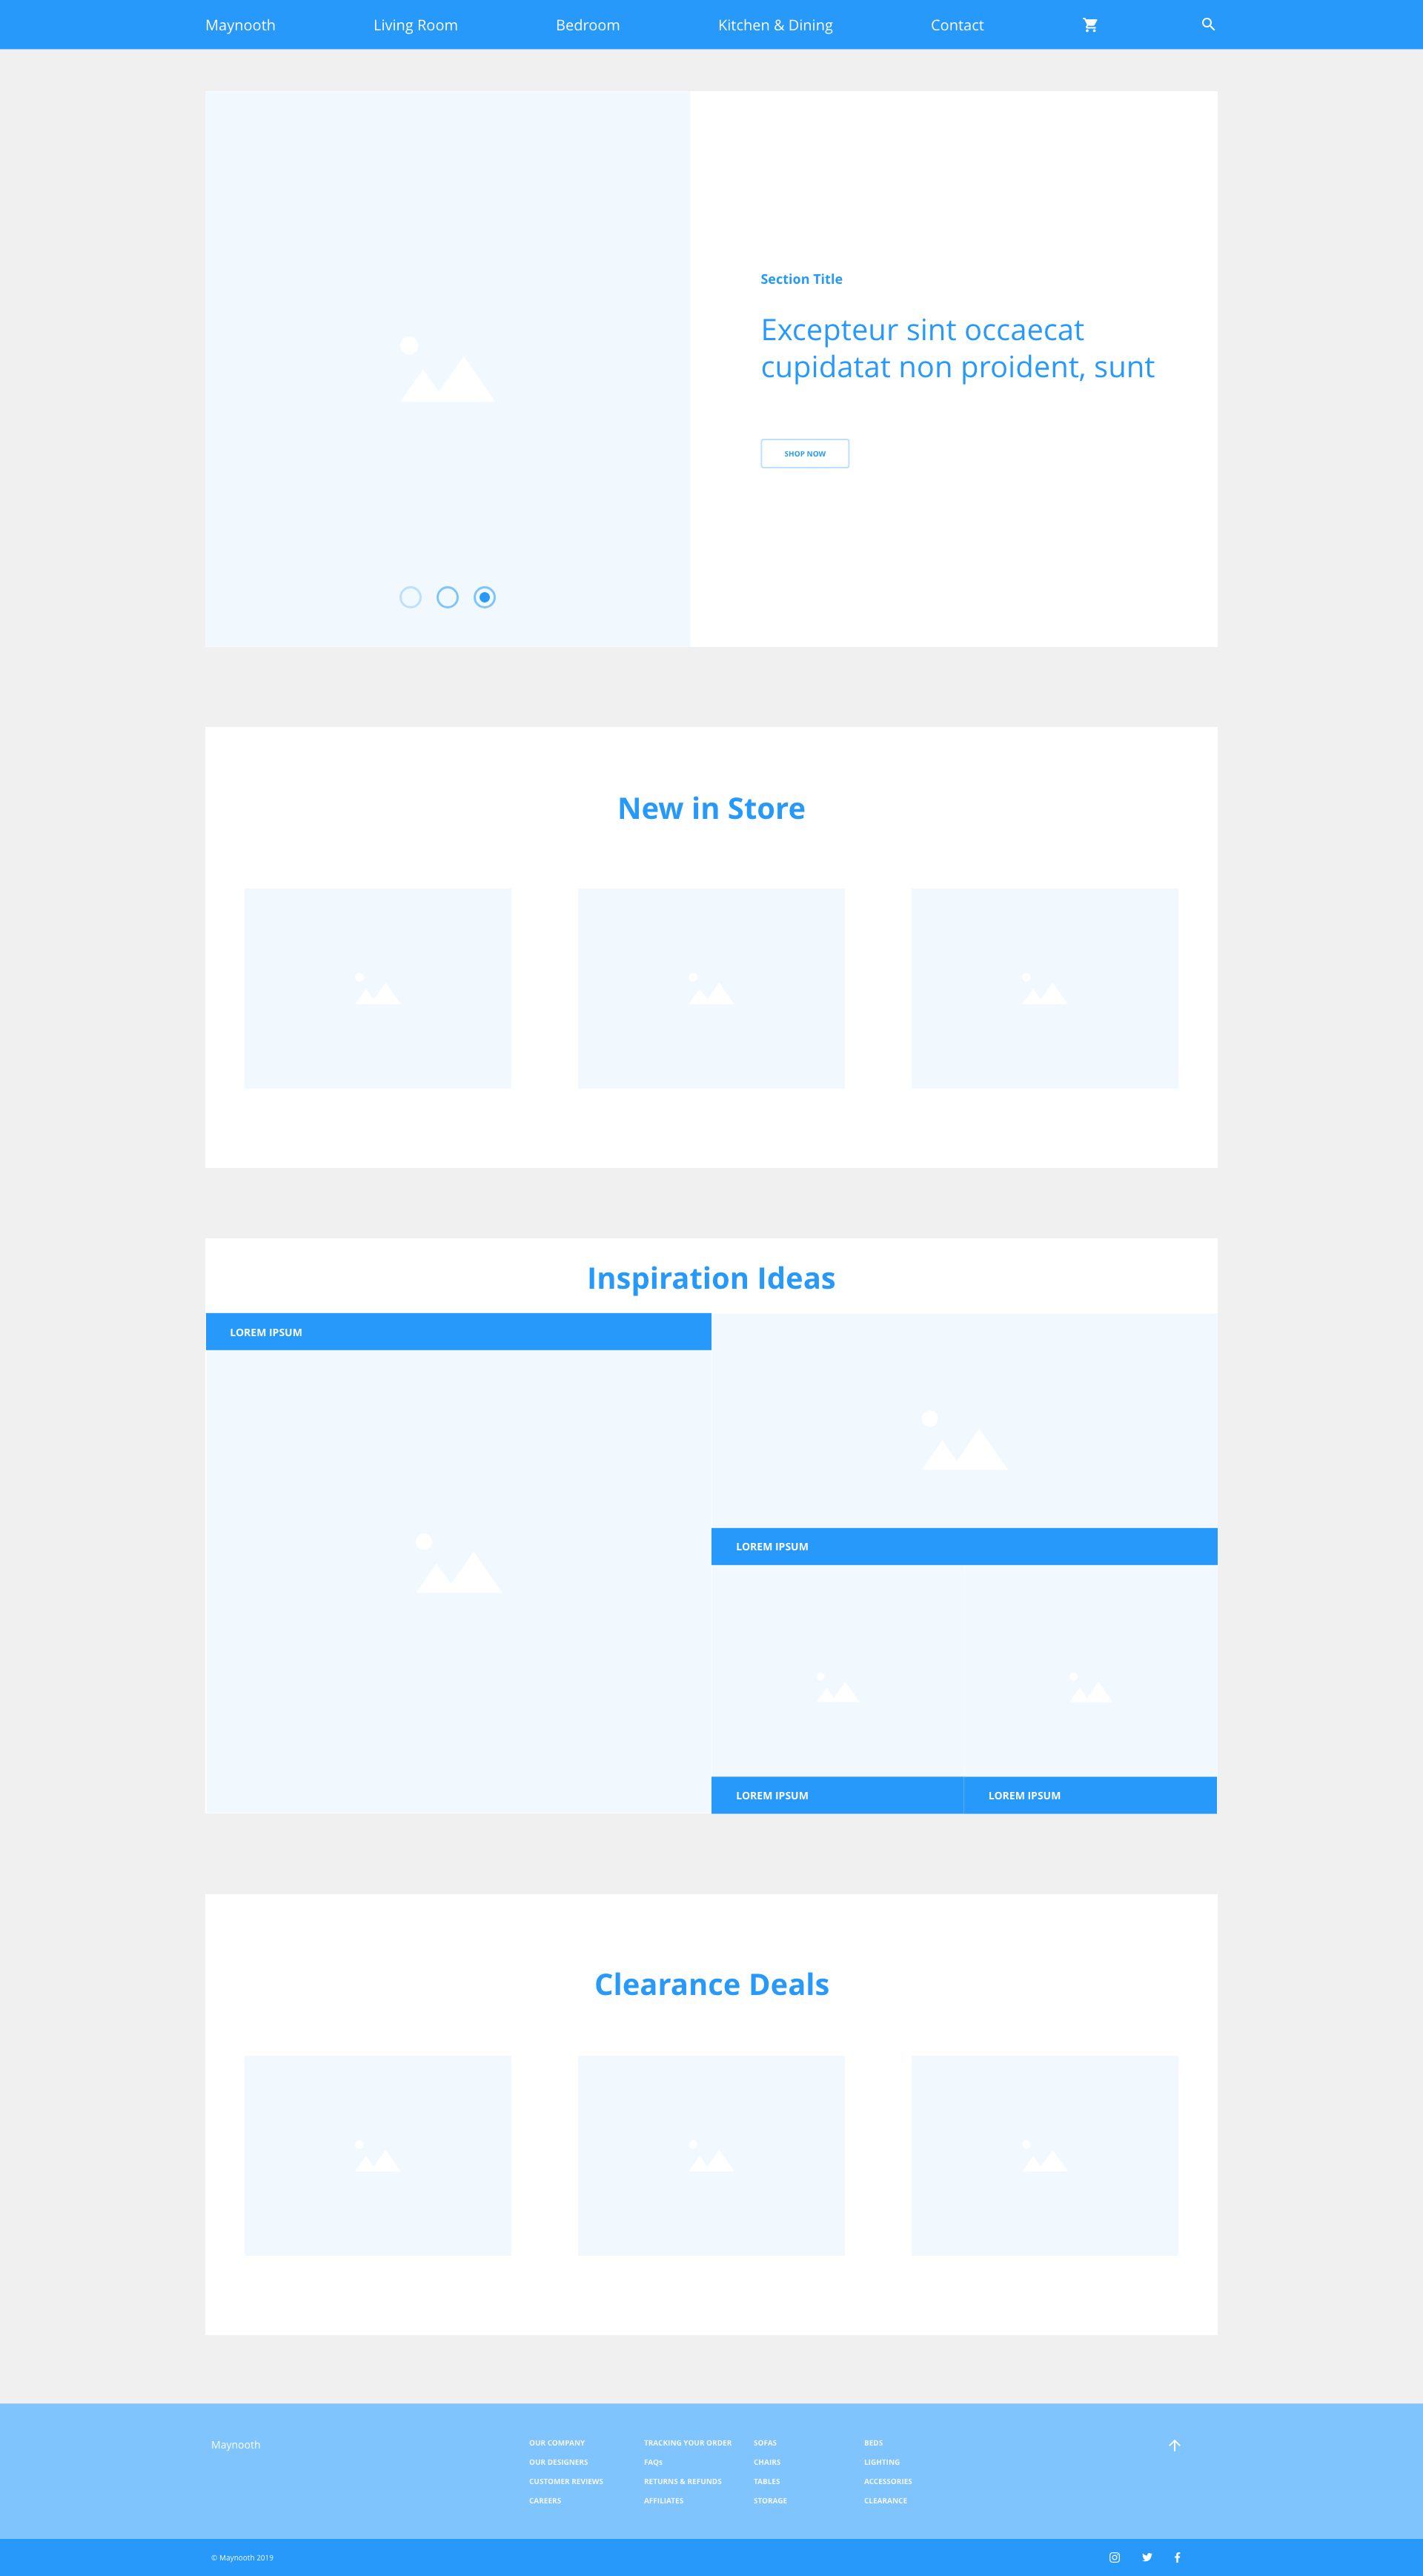 Maynooth Living Room Bedroom Kitchen & Dining Contact
Section Title
Excepteur sint occaecat
cupidatat non proident, sunt
SHOP NOW
New in Store
Inspiration Ideas
LOREM IPSUM
LOREM IPSUM
LOREM IPSUM
LOREM IPSUM
Clearance Deals
Maynooth
OUR COMPANY
OUR DESIGNERS
CUSTOMER REVIEWS
CAREERS
TRACKING YOUR ORDER
FAQs
RETURNS & REFUNDS
AFFILIATES
SOFAS
CHAIRS
TABLES
STORAGE
BEDS
LIGHTING
ACCESSORIES
CLEARANCE
© Maynooth 2019